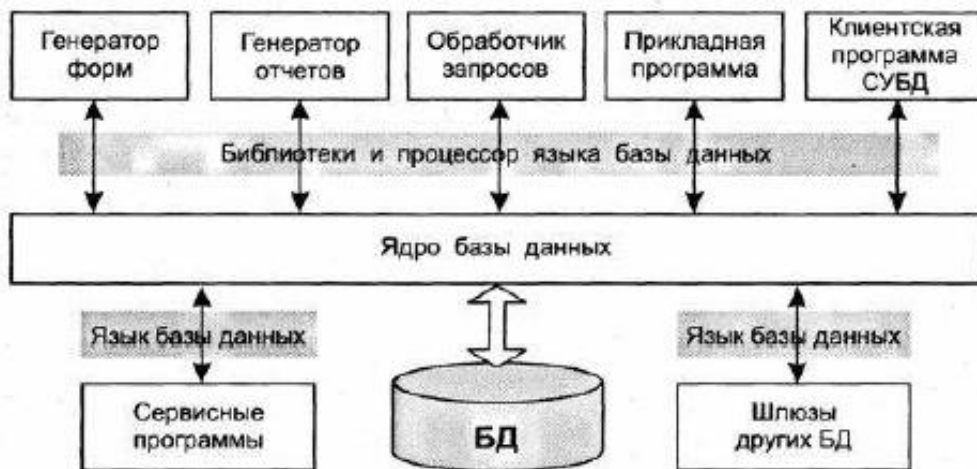 Генератор
форм
Генератор
отчетов
Обработчик
запросов
Прикладная
программа
Клиентская
программа
СУБД
Библиотеки и процессор языка базы данных
Ядро базы данных
Язык базы данных
Язык базы данных
Сервисные
программы
БД
Шлюзы
других БД